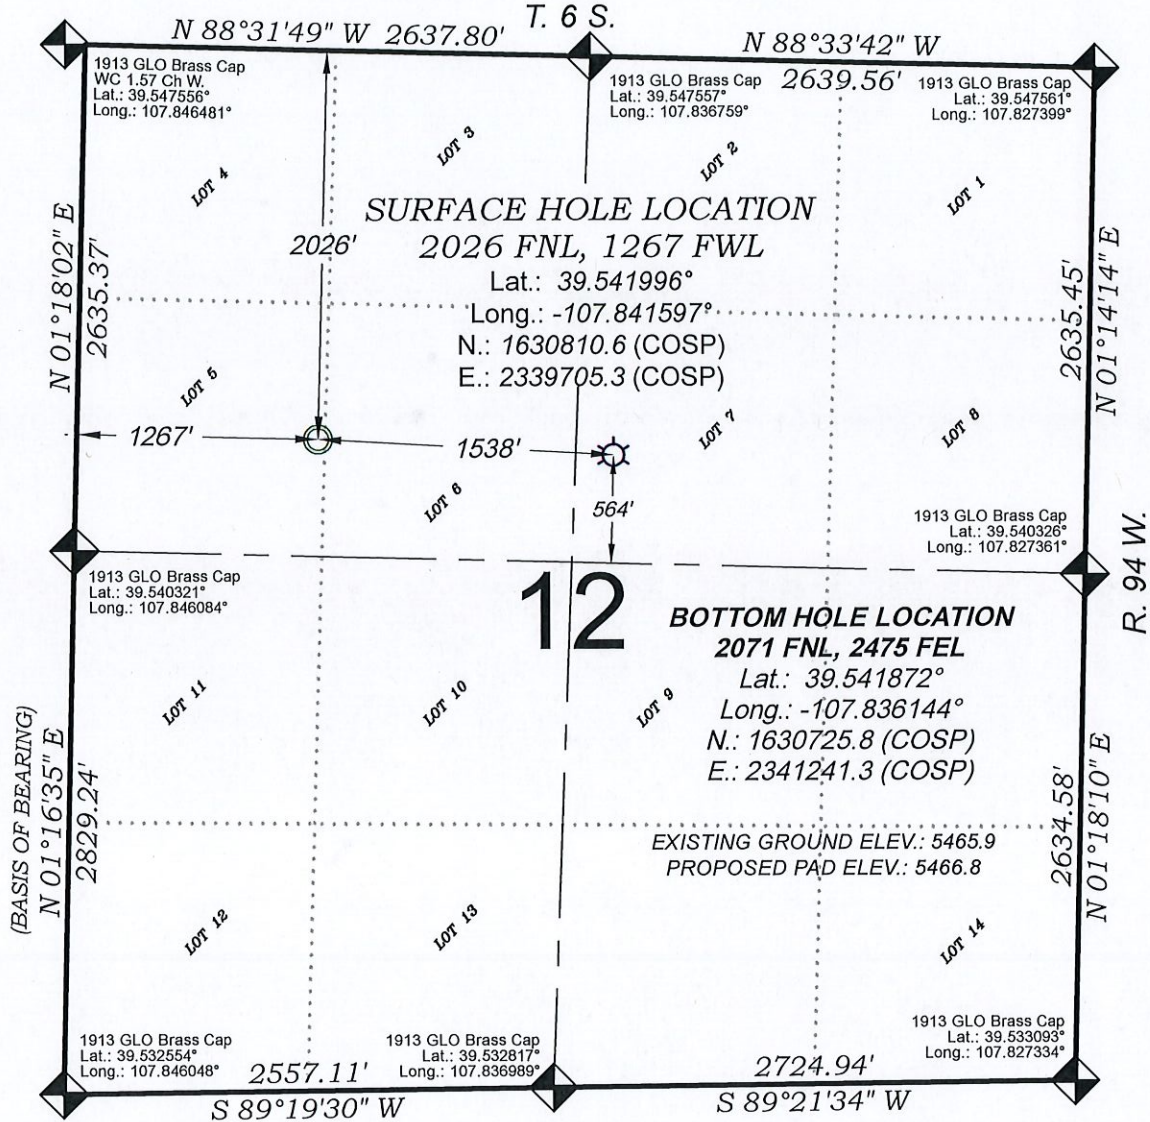 T. 6 S.
N 88°31'49" W 2637.80'
N 88°33'42" W
2639.56'
1913 GLO Brass Cap
WC 1.57 Ch W.
Lat.: 39.547556°
Long.: 107.846481°
1913 GLO Brass Cap
Lat.: 39.547557°
Long.: 107.836759°
1913 GLO Brass Cap
Lat.: 39.547561°
Long.: 107.827399°
LOT 4
LOT 3
LOT 2
LOT 1
SURFACE HOLE LOCATION
2026 FNL, 1267 FWL
Lat.: 39.541996°
Long.: -107.841597°
N.: 1630810.6 (COSP)
E.: 2339705.3 (COSP)
2026'
N 01°18'02" E
2635.37'
2635.45'
N 01°14'14" E
LOT 5
LOT 6
LOT 7
LOT 8
1267'
1538'
564'
1913 GLO Brass Cap
Lat.: 39.540326°
Long.: 107.827361°
R. 94 W.
1913 GLO Brass Cap
Lat.: 39.540321°
Long.: 107.846084°
12
BOTTOM HOLE LOCATION
2071 FNL, 2475 FEL
Lat.: 39.541872°
Long.: -107.836144°
N.: 1630725.8 (COSP)
E.: 2341241.3 (COSP)
LOT 11
LOT 10
LOT 9
(BASIS OF BEARING)
N 01°16'35" E
2829.24'
2634.58'
N 01°18'10" E
EXISTING GROUND ELEV.: 5465.9
PROPOSED PAD ELEV.: 5466.8
LOT 12
LOT 13
LOT 14
1913 GLO Brass Cap
Lat.: 39.532554°
Long.: 107.846048°
1913 GLO Brass Cap
Lat.: 39.532817°
Long.: 107.836989°
1913 GLO Brass Cap
Lat.: 39.533093°
Long.: 107.827334°
2557.11'
S 89°19'30" W
2724.94'
S 89°21'34" W